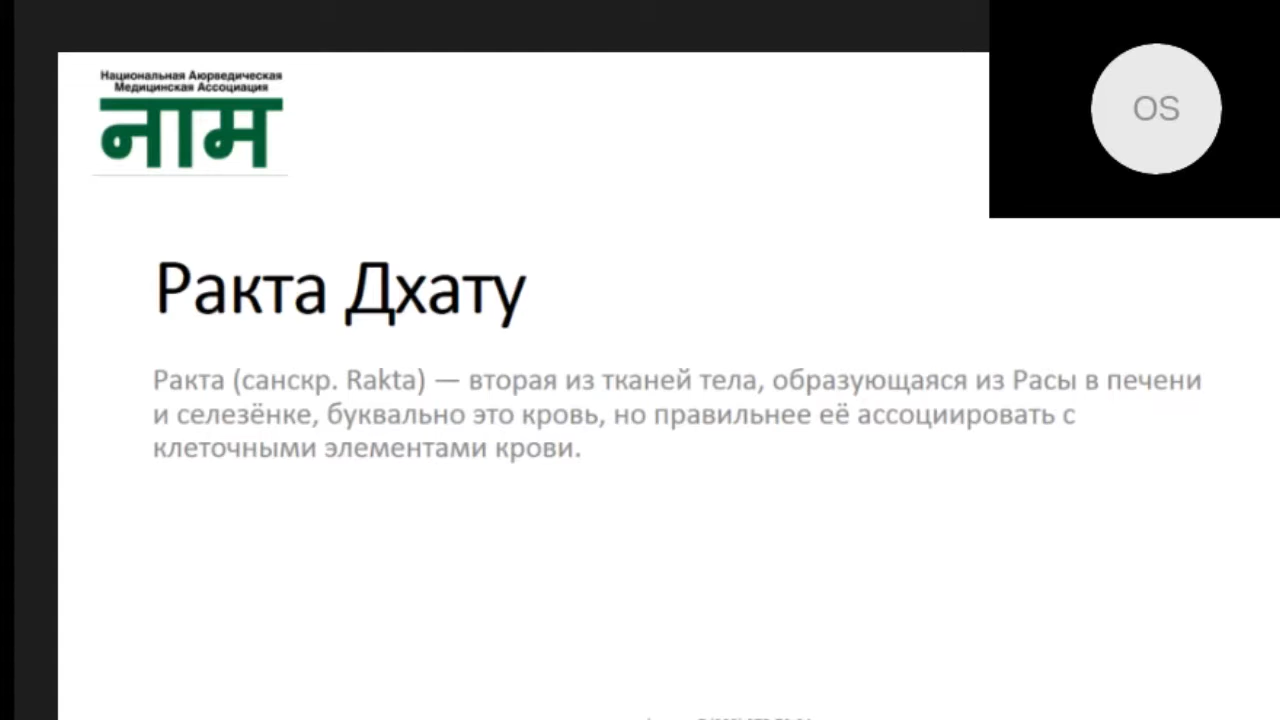 Национальная Аюрведическая
Медицинская Ассоциация
नाम
OS
Ракта Дхату
Ракта (санскр. Rakta) — вторая из тканей тела, образующаяся из Расы в печени
и селезёнке, буквально это кровь, но правильнее её ассоциировать с
клеточными элементами крови.